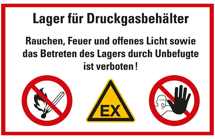 Lager für Druckgasbehälter
Rauchen, Feuer und offenes Licht sowie
das Betreten des Lagers durch Unbefugte
ist verboten!
EX